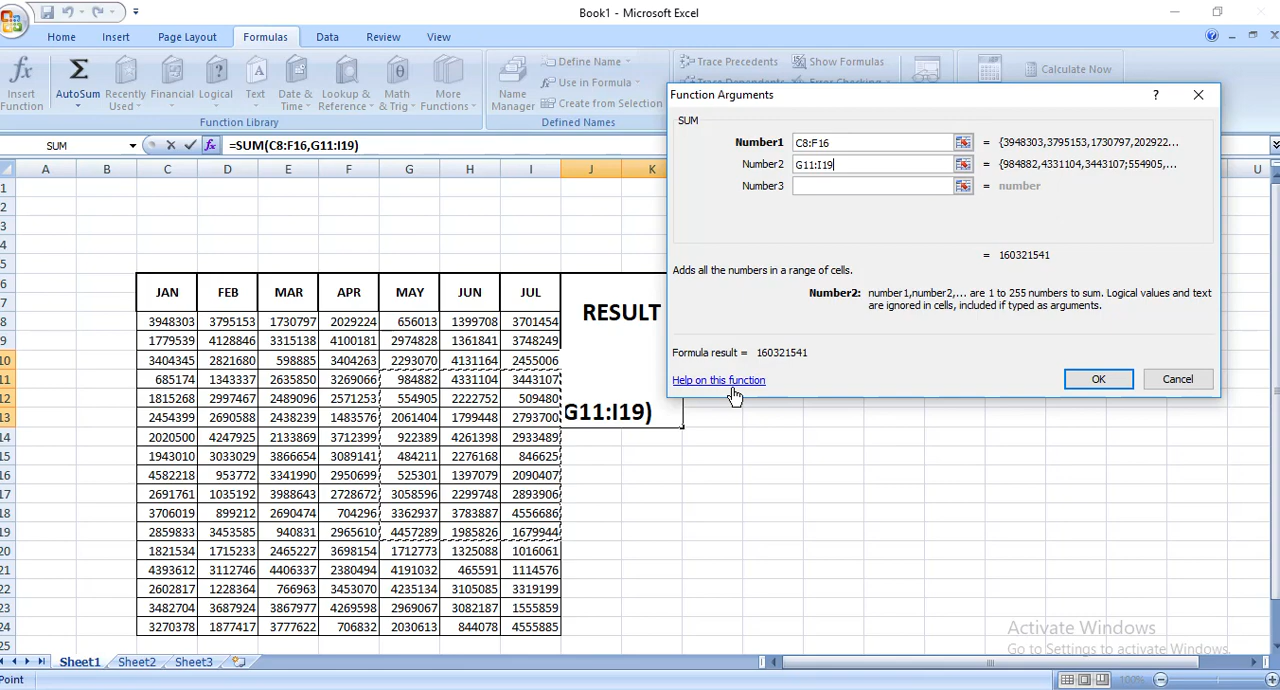 Book1 - Microsoft Excel
Home Insert Page Layout Formulas Data Review View
Insert Function
AutoSum
Recently Used
Financial
Logical
Text
Date & Time
Lookup & Reference
Math & Trig
More Functions
Function Library
Name Manager
Define Name
Use in Formula
Create from Selection
Defined Names
Trace Precedents
Show Formulas
Calculate Now
SUM =SUM(C8:F16,G11:I19)
A B C D E F G H I J K U
1
2
3
4
5
6 JAN FEB MAR APR MAY JUN JUL
7 RESULT
8 3948303 3795153 1730797 2029224 656013 1399708 3701454
9 1779539 4128846 3315138 4100181 2974828 1361841 3748249
10 3404345 2821680 598885 3404263 2293070 4131164 2455006
11 685174 1343337 2635850 3269066 984882 4331104 3443107
12 1815268 2997467 2489096 2571253 554905 2222752 509480
13 2454399 2690588 2438239 1483576 2061404 1799448 2793700 G11:I19)
14 2020500 4247925 2133869 3712399 922389 4261398 2933489
15 1943010 3033029 3866654 3089141 484211 2276168 846625
16 4582218 953772 3341990 2950699 525301 1397079 2090407
17 2691761 1035192 3988643 2728672 3058596 2299748 2893906
18 3706019 899212 2690474 704296 3362937 3783887 4556686
19 2859833 3453585 940831 2965610 4457289 1985826 1679944
20 1821534 1715233 2465227 3698154 1712773 1325088 1016061
21 4393612 3112746 4406337 2380494 4191032 465591 1114576
22 2602817 1228364 766963 3453070 4235134 3105085 3319199
23 3482704 3687924 3867977 4269598 2969067 3082187 1555859
24 3270378 1877417 3777622 706832 2030613 844078 4555885
25
Function Arguments
SUM
Number1 C8:F16 = {3948303,3795153,1730797,202922...
Number2 G11:I19 = {984882,4331104,3443107;554905,...
Number3 = number
= 160321541
Adds all the numbers in a range of cells.
Number2: number1,number2,... are 1 to 255 numbers to sum. Logical values and text
are ignored in cells, included if typed as arguments.
Formula result = 160321541
Help on this function
OK Cancel
Activate Windows
Go to Settings to activate Windows.
Sheet1 Sheet2 Sheet3
Point 100%